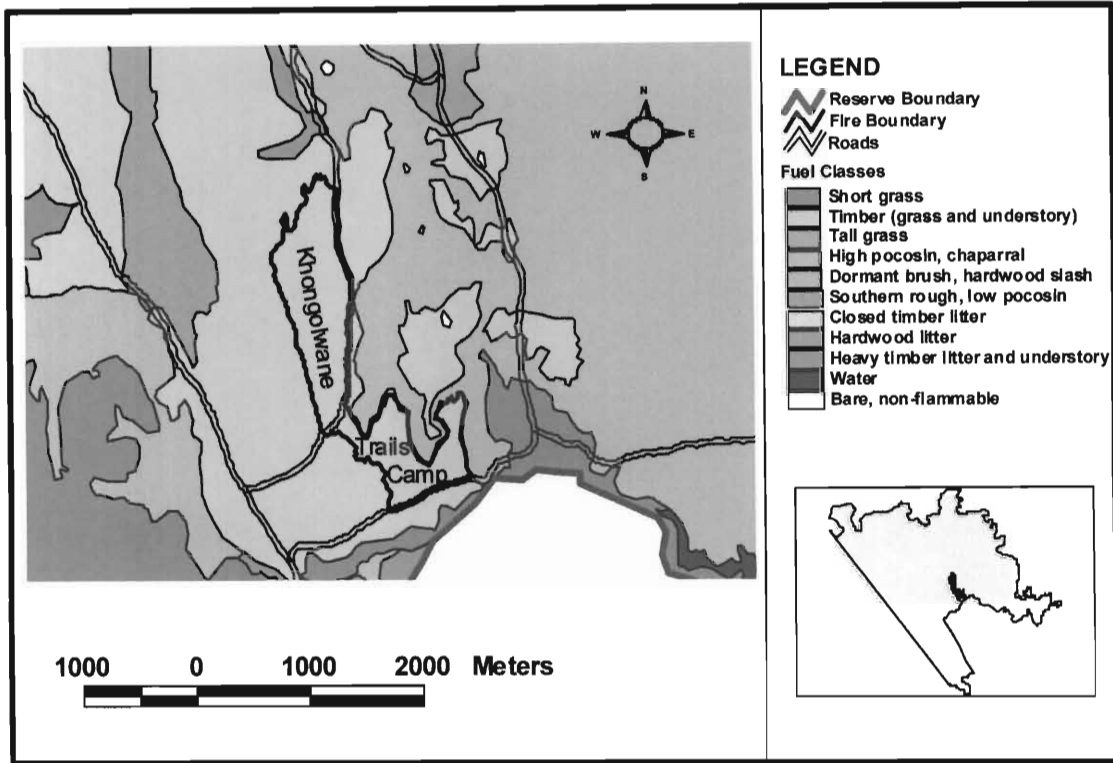 LEGEND
Reserve Boundary
Fire Boundary
Roads
Fuel Classes
Short grass
Timber (grass and understory)
Tall grass
High pocosin, chaparral
Dormant brush, hardwood slash
Southern rough, low pocosin
Closed timber litter
Hardwood litter
Heavy timber litter and understory
Water
Bare, non-flammable
N
W E
S
Khongolwane
Trails
Camp
1000 0 1000 2000 Meters